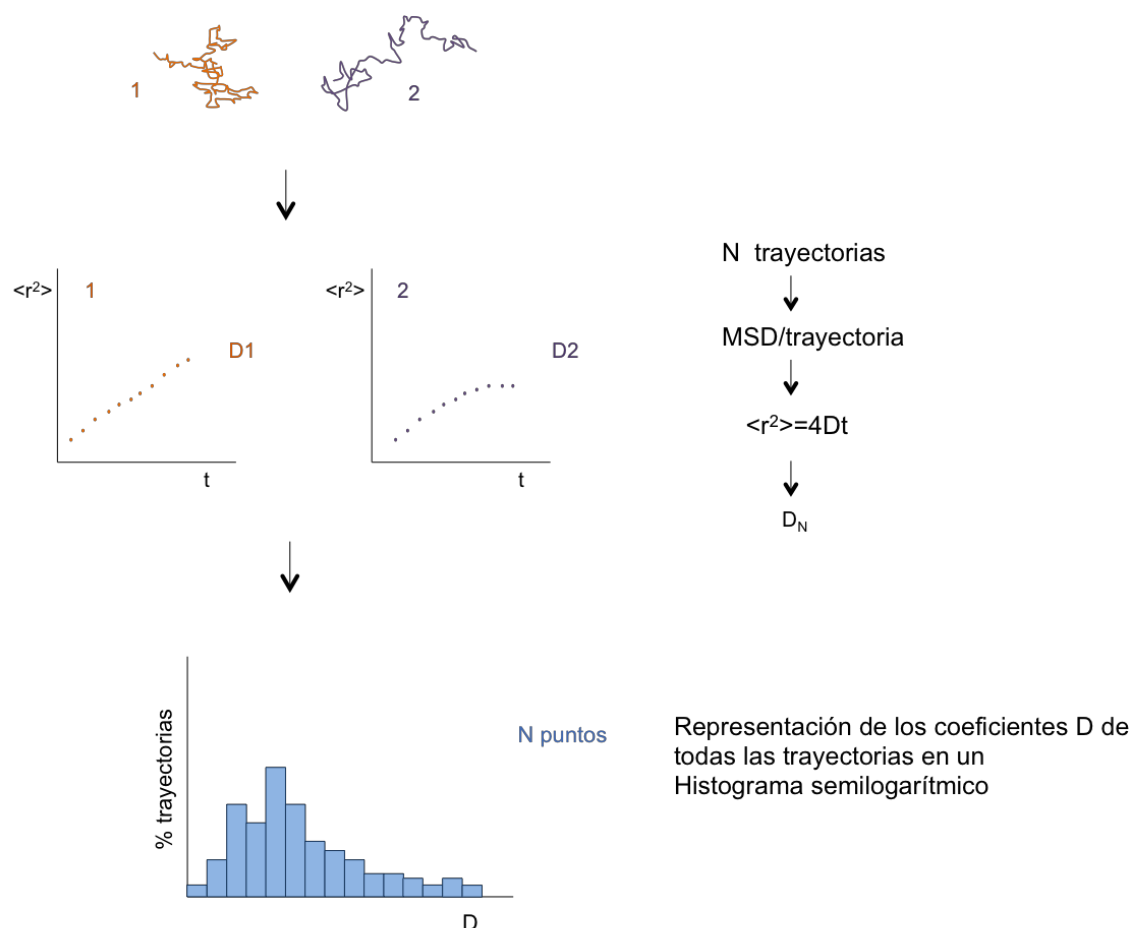 1
2
<r²>
1
D1
t
<r²>
2
D2
t
N trayectorias
MSD/trayectoria
<r²>=4Dt
D_N
% trayectorias
N puntos
D
Representación de los coeficientes D de
todas las trayectorias en un
Histograma semilogarítmico